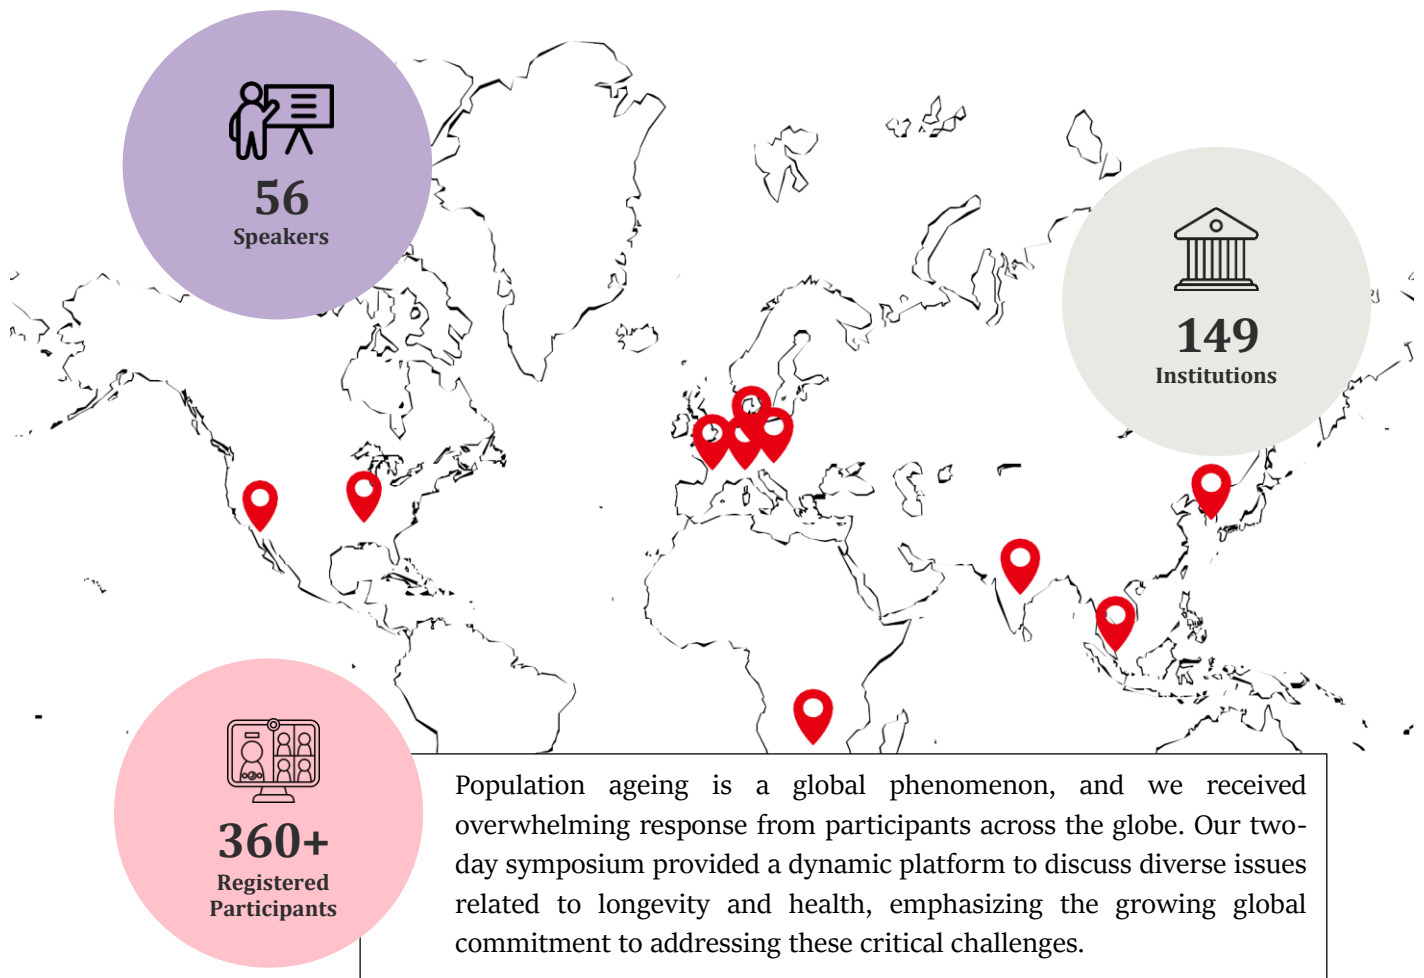 56
Speakers
149
Institutions
360+
Registered
Participants
Population ageing is a global phenomenon, and we received
overwhelming response from participants across the globe. Our two-
day symposium provided a dynamic platform to discuss diverse issues
related to longevity and health, emphasizing the growing global
commitment to addressing these critical challenges.